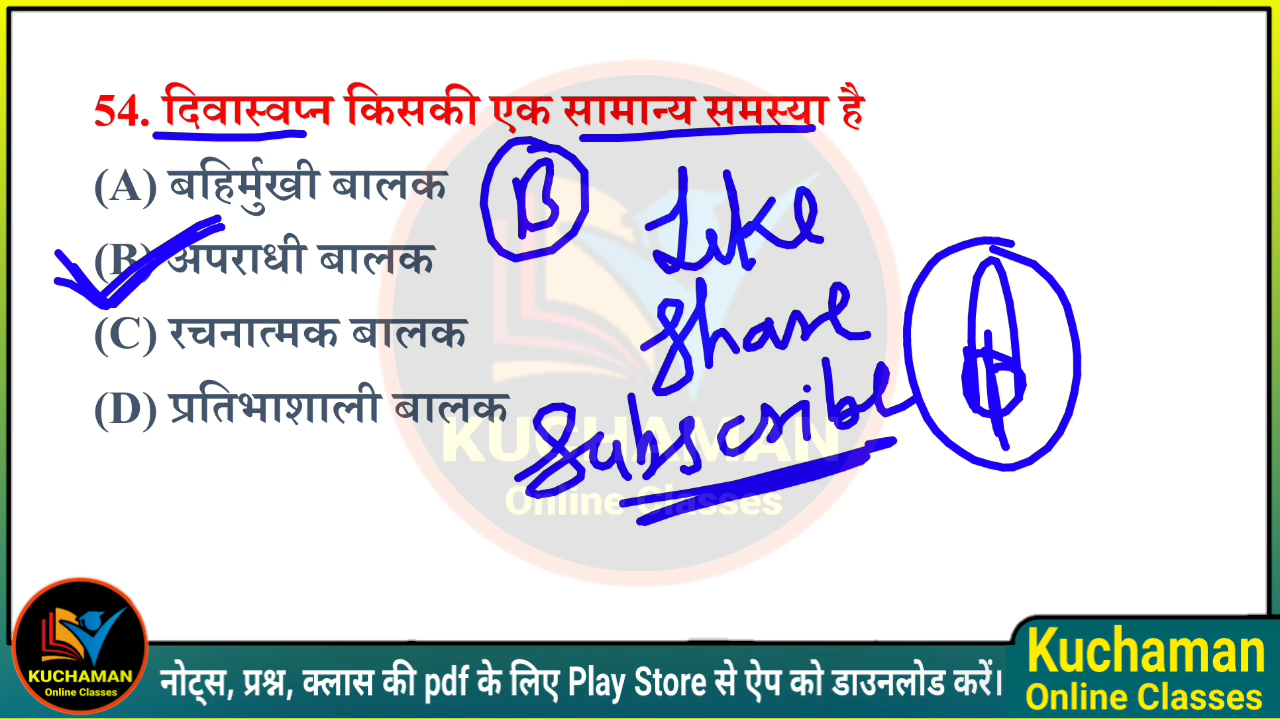 54. दिवास्वप्न किसकी एक सामान्य समस्या है
(A) बहिर्मुखी बालक
(B) अपराधी बालक
(C) रचनात्मक बालक
(D) प्रतिभाशाली बालक
B
Like
Share
Subscribe
KUCHAMAN
Online Classes
KUCHAMAN
Online Classes
नोट्स, प्रश्न, क्लास की pdf के लिए Play Store से ऐप को डाउनलोड करें।
Kuchaman
Online Classes